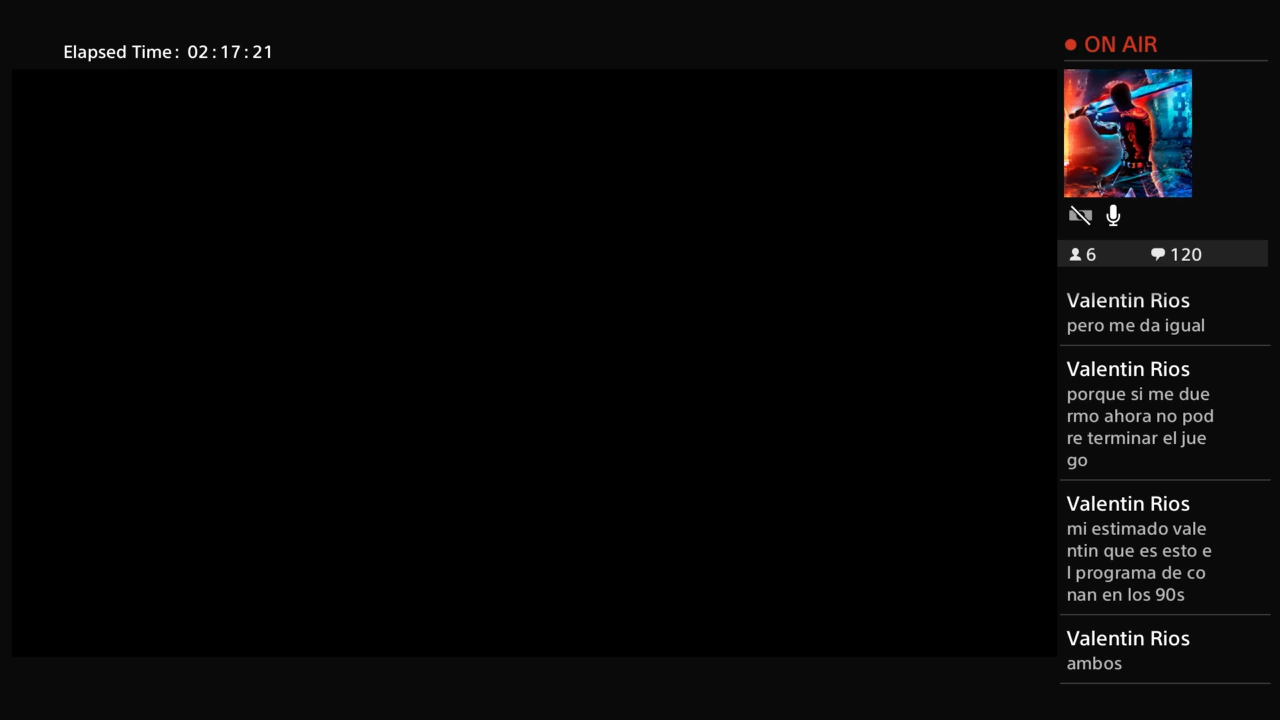 Elapsed Time: 02:17:21
ON AIR
6 120
Valentin Rios
pero me da igual
Valentin Rios
porque si me due
rmo ahora no pod
re terminar el jue
go
Valentin Rios
mi estimado vale
ntin que es esto e
l programa de co
nan en los 90s
Valentin Rios
ambos